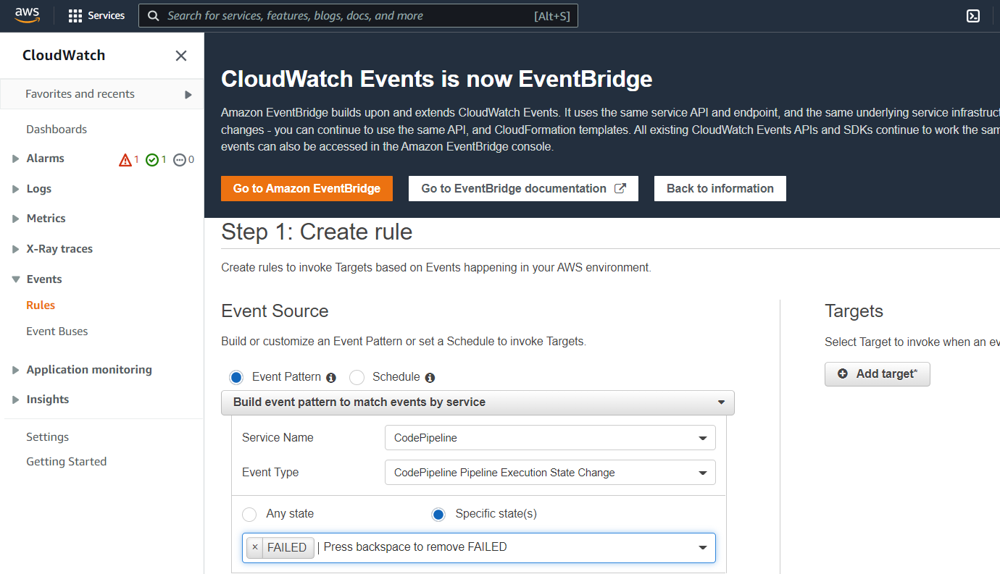 aws
Services
Search for services, features, blogs, docs, and more
[Alt+S]
CloudWatch
Favorites and recents
Dashboards
Alarms
1
1
0
Logs
Metrics
X-Ray traces
Events
Rules
Event Buses
Application monitoring
Insights
Settings
Getting Started
CloudWatch Events is now EventBridge
Amazon EventBridge builds upon and extends CloudWatch Events. It uses the same service API and endpoint, and the same underlying service infrastruct
changes - you can continue to use the same API, and CloudFormation templates. All existing CloudWatch Events APIs and SDKs continue to work the sam
events can also be accessed in the Amazon EventBridge console.
Go to Amazon EventBridge
Go to EventBridge documentation
Back to information
Step 1: Create rule
Create rules to invoke Targets based on Events happening in your AWS environment.
Event Source
Build or customize an Event Pattern or set a Schedule to invoke Targets.
Event Pattern
Schedule
Build event pattern to match events by service
Service Name
CodePipeline
Event Type
CodePipeline Pipeline Execution State Change
Any state
Specific state(s)
× FAILED
Press backspace to remove FAILED
Targets
Select Target to invoke when an ev
Add target*